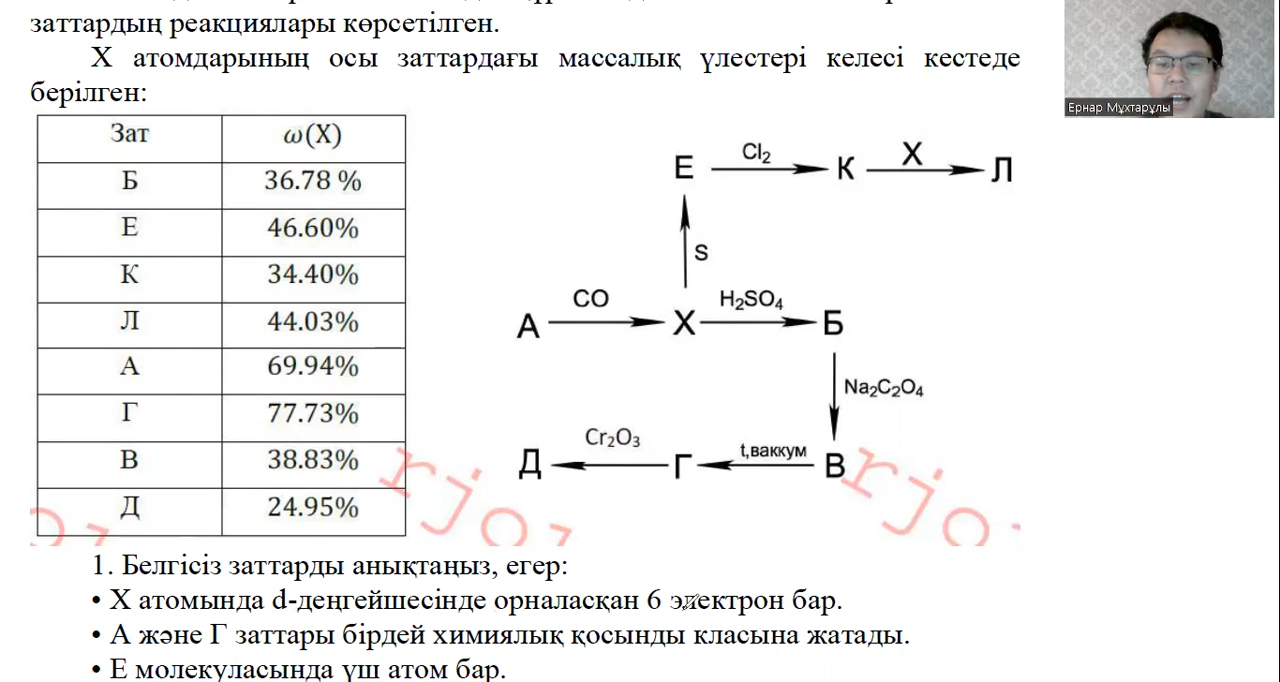 заттардың реакциялары көрсетілген.
Х атомдарының осы заттардағы массалық үлестері келесі кестеде
берілген:
Ернар Мұхтарұлы
Зат ω(X)
Б 36.78 %
Е 46.60%
К 34.40%
Л 44.03%
А 69.94%
Г 77.73%
В 38.83%
Д 24.95%
Е Cl₂ К Х Л
S
А CO Х H₂SO₄ Б
Na₂C₂O₄
Д Cr₂O₃ Г t,ваккум В
rjoz
rjo
1. Белгісіз заттарды анықтаңыз, егер:
• Х атомында d-деңгейшесінде орналасқан 6 электрон бар.
• А және Г заттары бірдей химиялық қосынды класына жатады.
• Е молекуласында үш атом бар.